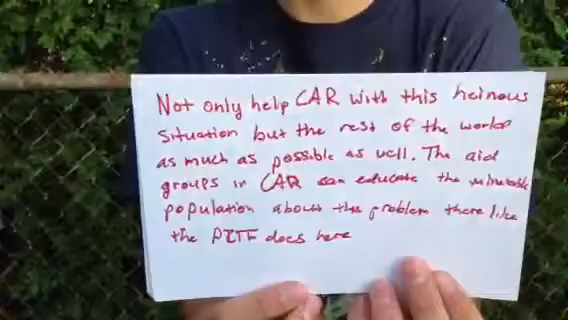 Not only help CAR with this heinous
situation but the rest of the world
as much as possible as well. The aid
groups in CAR can educate the vulnerable
population about this problem there like
the PITF does here